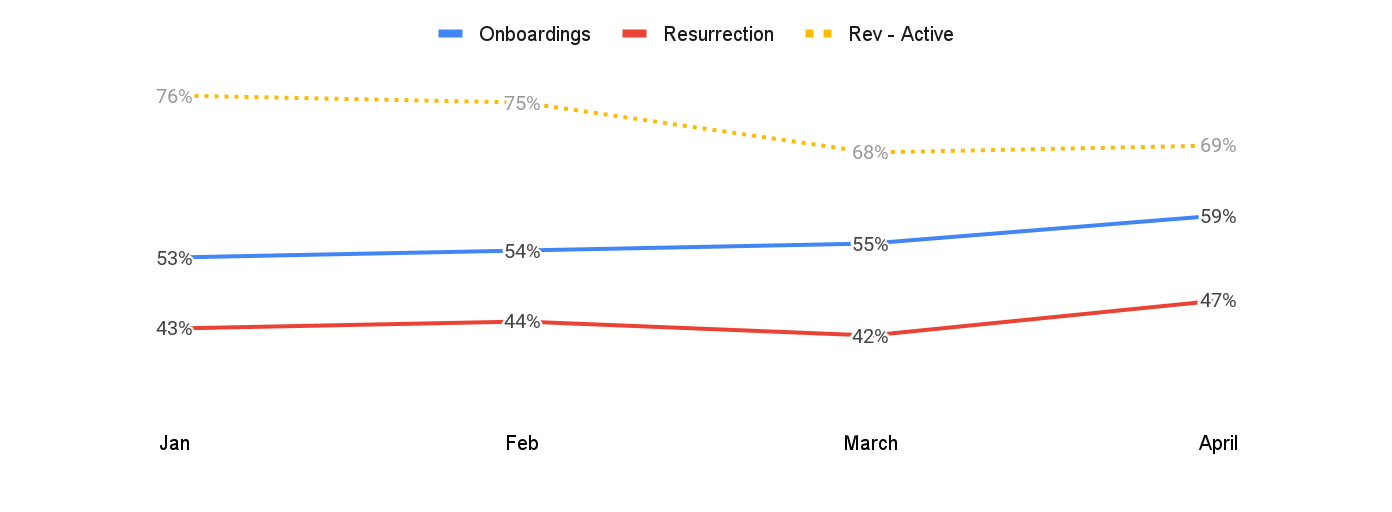 Onboardings Resurrection Rev - Active
76% 75% 68% 69%
53% 54% 55% 59%
43% 44% 42% 47%
Jan Feb March April